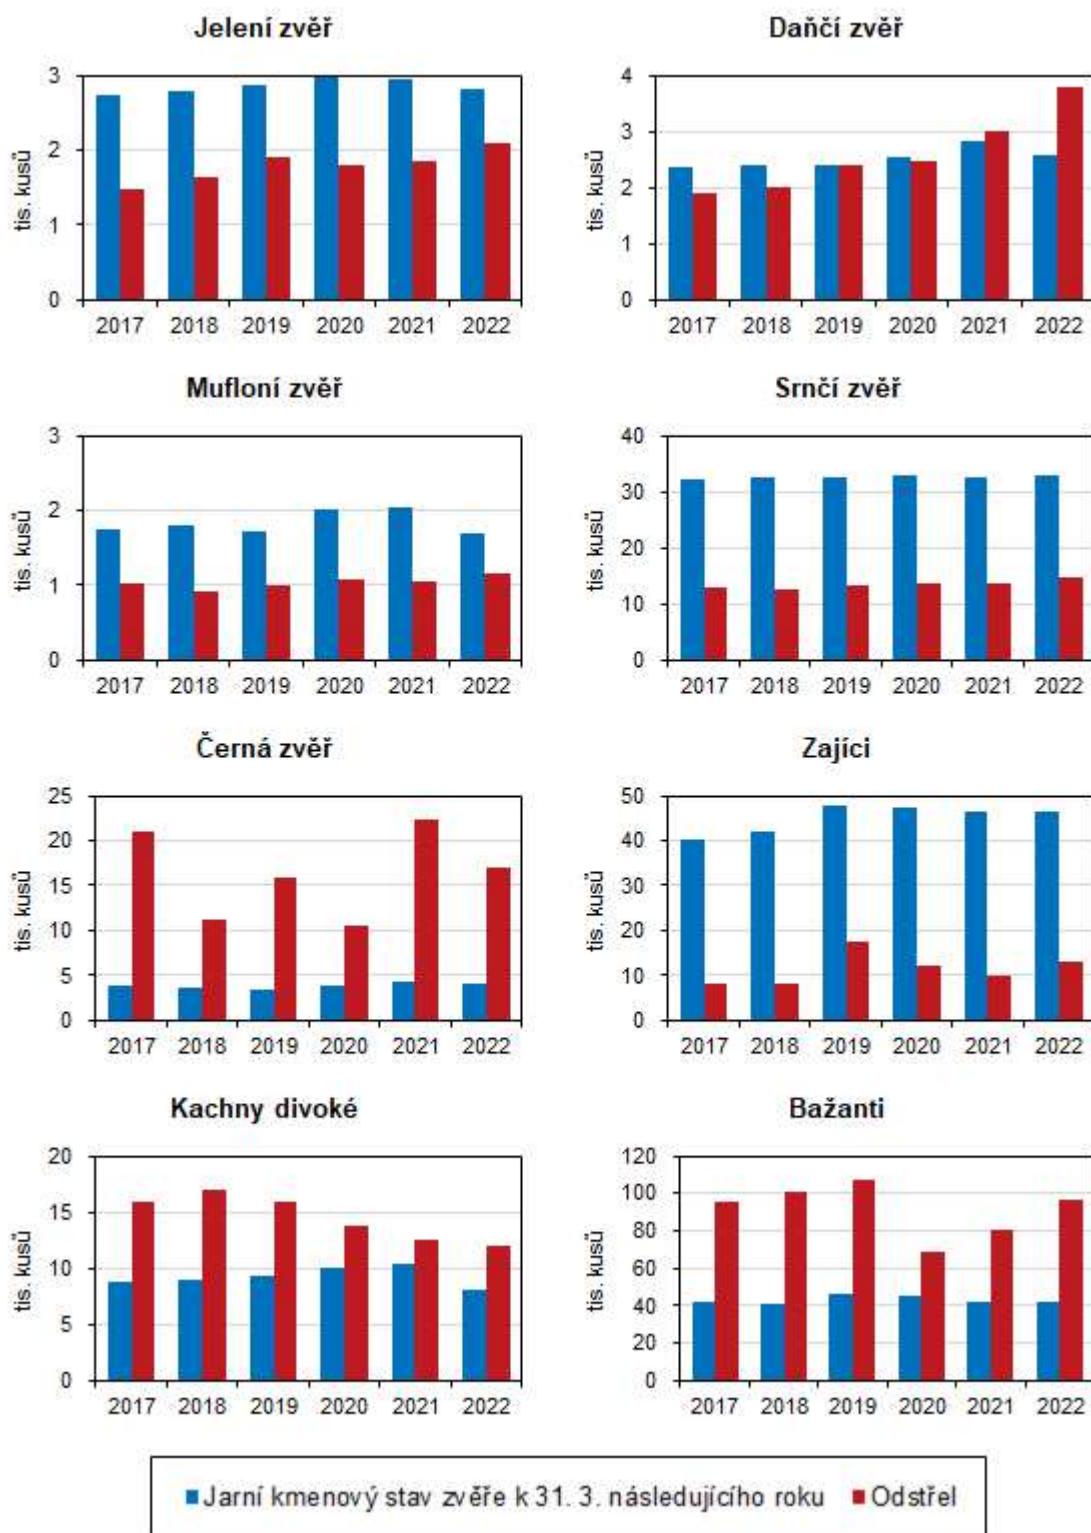 Jelení zvěř
tis. kusů
3
2
1
0
2017 2018 2019 2020 2021 2022
Daňčí zvěř
tis. kusů
4
3
2
1
0
2017 2018 2019 2020 2021 2022
Mufloní zvěř
tis. kusů
3
2
1
0
2017 2018 2019 2020 2021 2022
Srnčí zvěř
tis. kusů
40
30
20
10
0
2017 2018 2019 2020 2021 2022
Černá zvěř
tis. kusů
25
20
15
10
5
0
2017 2018 2019 2020 2021 2022
Zajíci
tis. kusů
50
40
30
20
10
0
2017 2018 2019 2020 2021 2022
Kachny divoké
tis. kusů
20
15
10
5
0
2017 2018 2019 2020 2021 2022
Bažanti
tis. kusů
120
100
80
60
40
20
0
2017 2018 2019 2020 2021 2022
Jarní kmenový stav zvěře k 31. 3. následujícího roku Odstřel